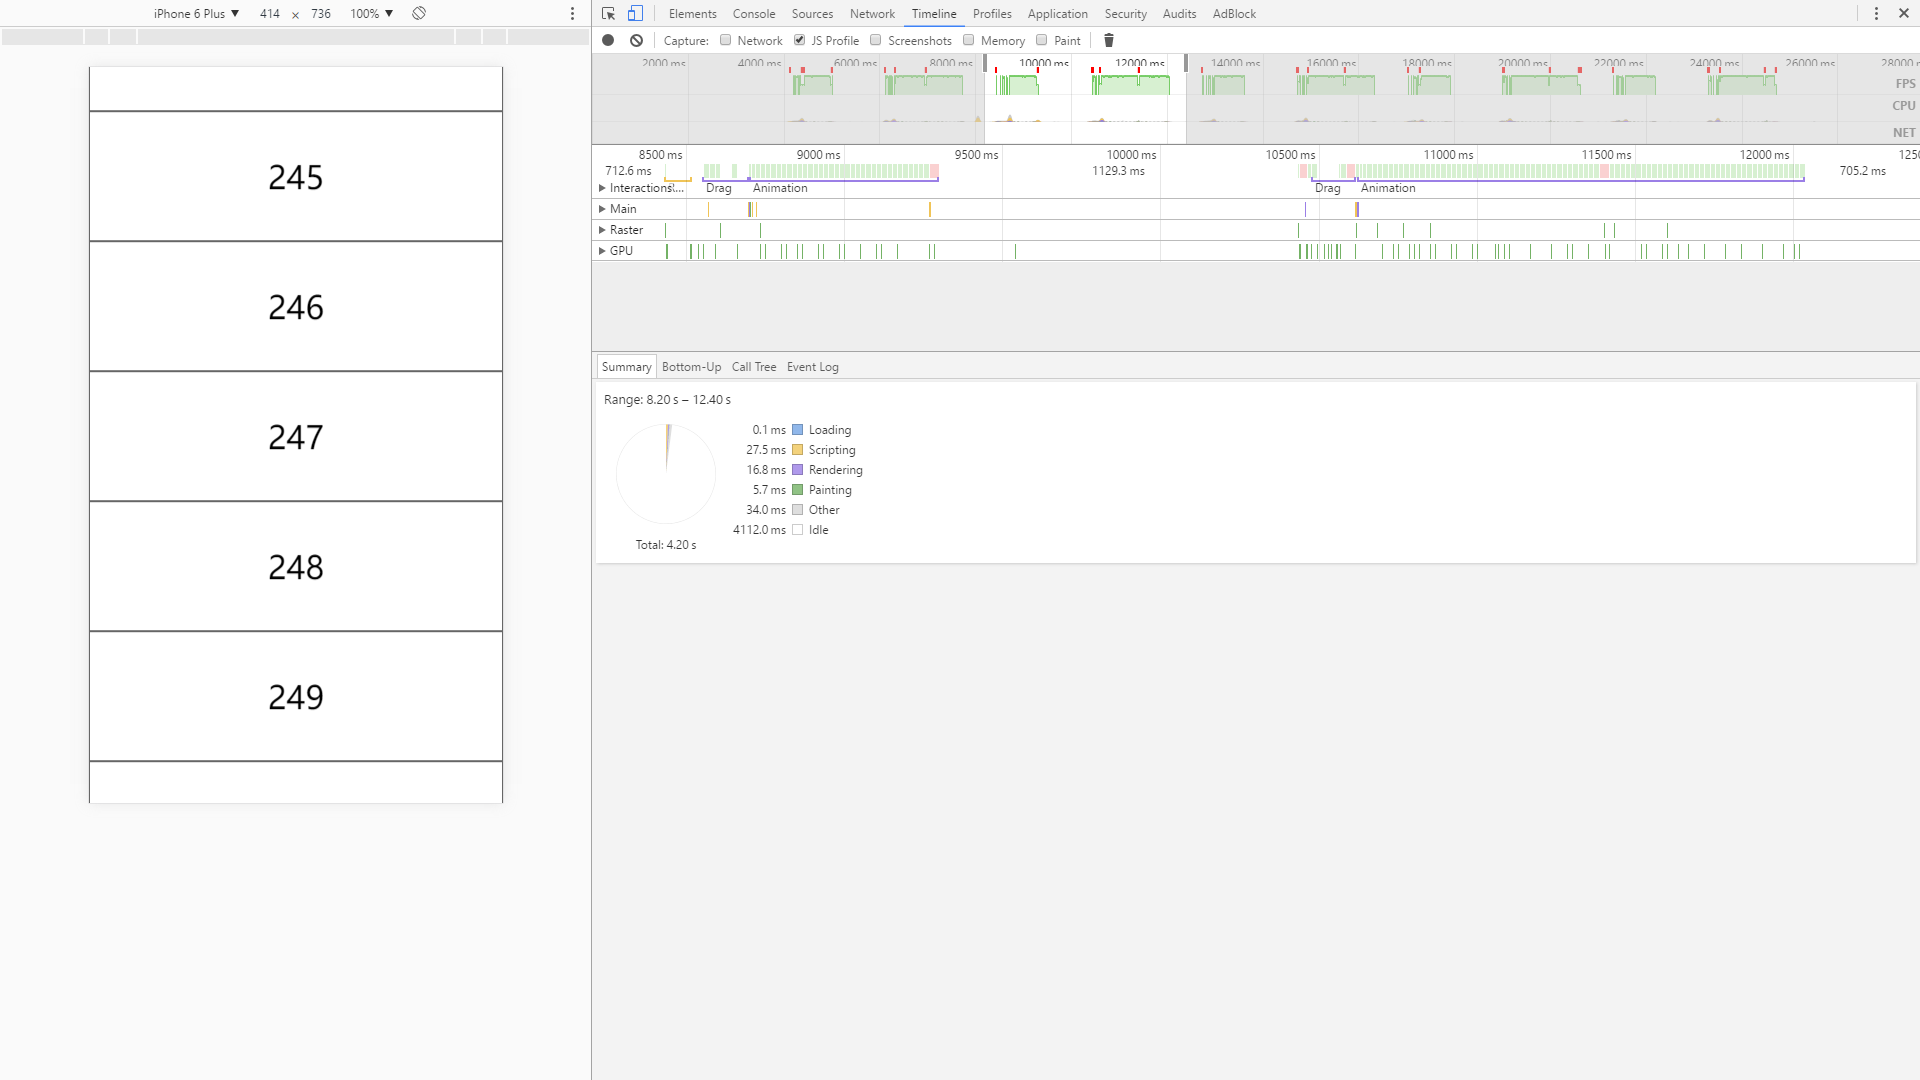 iPhone 6 Plus ▼ 414 × 736 100% ▼
245
246
247
248
249
Elements Console Sources Network Timeline Profiles Application Security Audits AdBlock
Capture: Network JS Profile Screenshots Memory Paint
2000 ms 4000 ms 6000 ms 8000 ms 10000 ms 12000 ms 14000 ms 16000 ms 18000 ms 20000 ms 22000 ms 24000 ms 26000 ms 28000
FPS
CPU
NET
8500 ms 9000 ms 9500 ms 10000 ms 10500 ms 11000 ms 11500 ms 12000 ms 1250
712.6 ms 1129.3 ms 705.2 ms
Interactions... Drag Animation Drag Animation
Main
Raster
GPU
Summary Bottom-Up Call Tree Event Log
Range: 8.20 s – 12.40 s
0.1 ms Loading
27.5 ms Scripting
16.8 ms Rendering
5.7 ms Painting
34.0 ms Other
4112.0 ms Idle
Total: 4.20 s